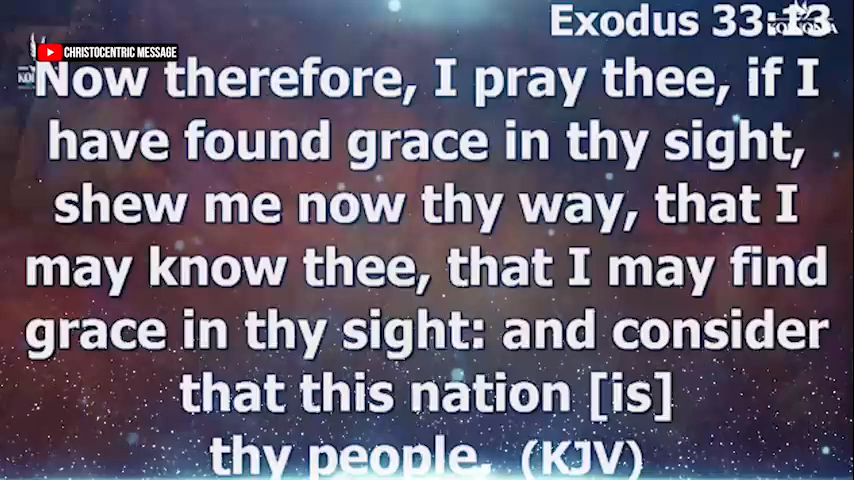 Exodus 33:13
CHRISTOCENTRIC MESSAGE
Now therefore, I pray thee, if I
have found grace in thy sight,
shew me now thy way, that I
may know thee, that I may find
grace in thy sight: and consider
that this nation [is]
thy people. (KJV)